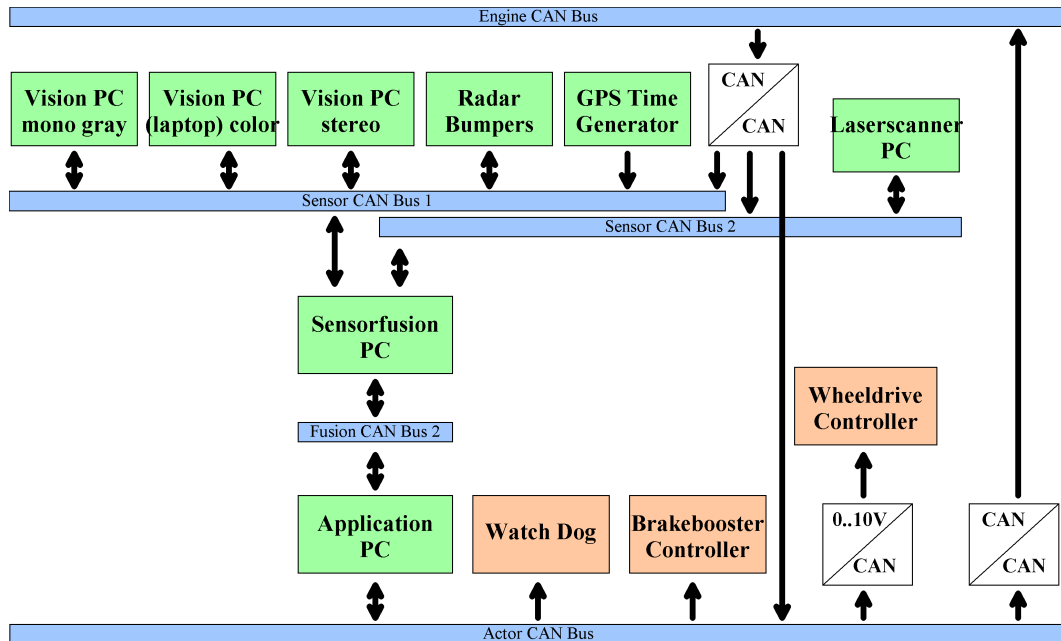 Engine CAN Bus
Vision PC
mono gray
Vision PC
(laptop) color
Vision PC
stereo
Radar
Bumpers
GPS Time
Generator
CAN
CAN
Laserscanner
PC
Sensor CAN Bus 1
Sensor CAN Bus 2
Sensorfusion
PC
Wheeldrive
Controller
Fusion CAN Bus 2
Application
PC
Watch Dog
Brakebooster
Controller
0..10V
CAN
CAN
CAN
Actor CAN Bus